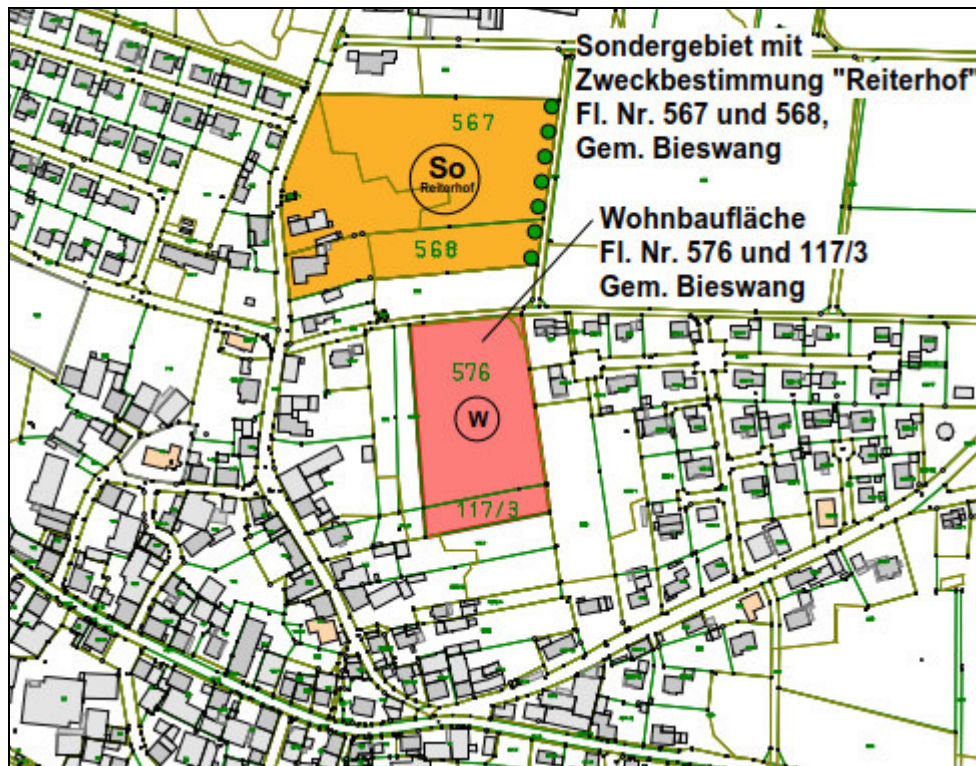 Sondergebiet mit
Zweckbestimmung "Reiterhof"
Fl. Nr. 567 und 568,
Gem. Bieswang
567
So
Reiterhof
568
Wohnbaufläche
Fl. Nr. 576 und 117/3
Gem. Bieswang
576
W
117/3